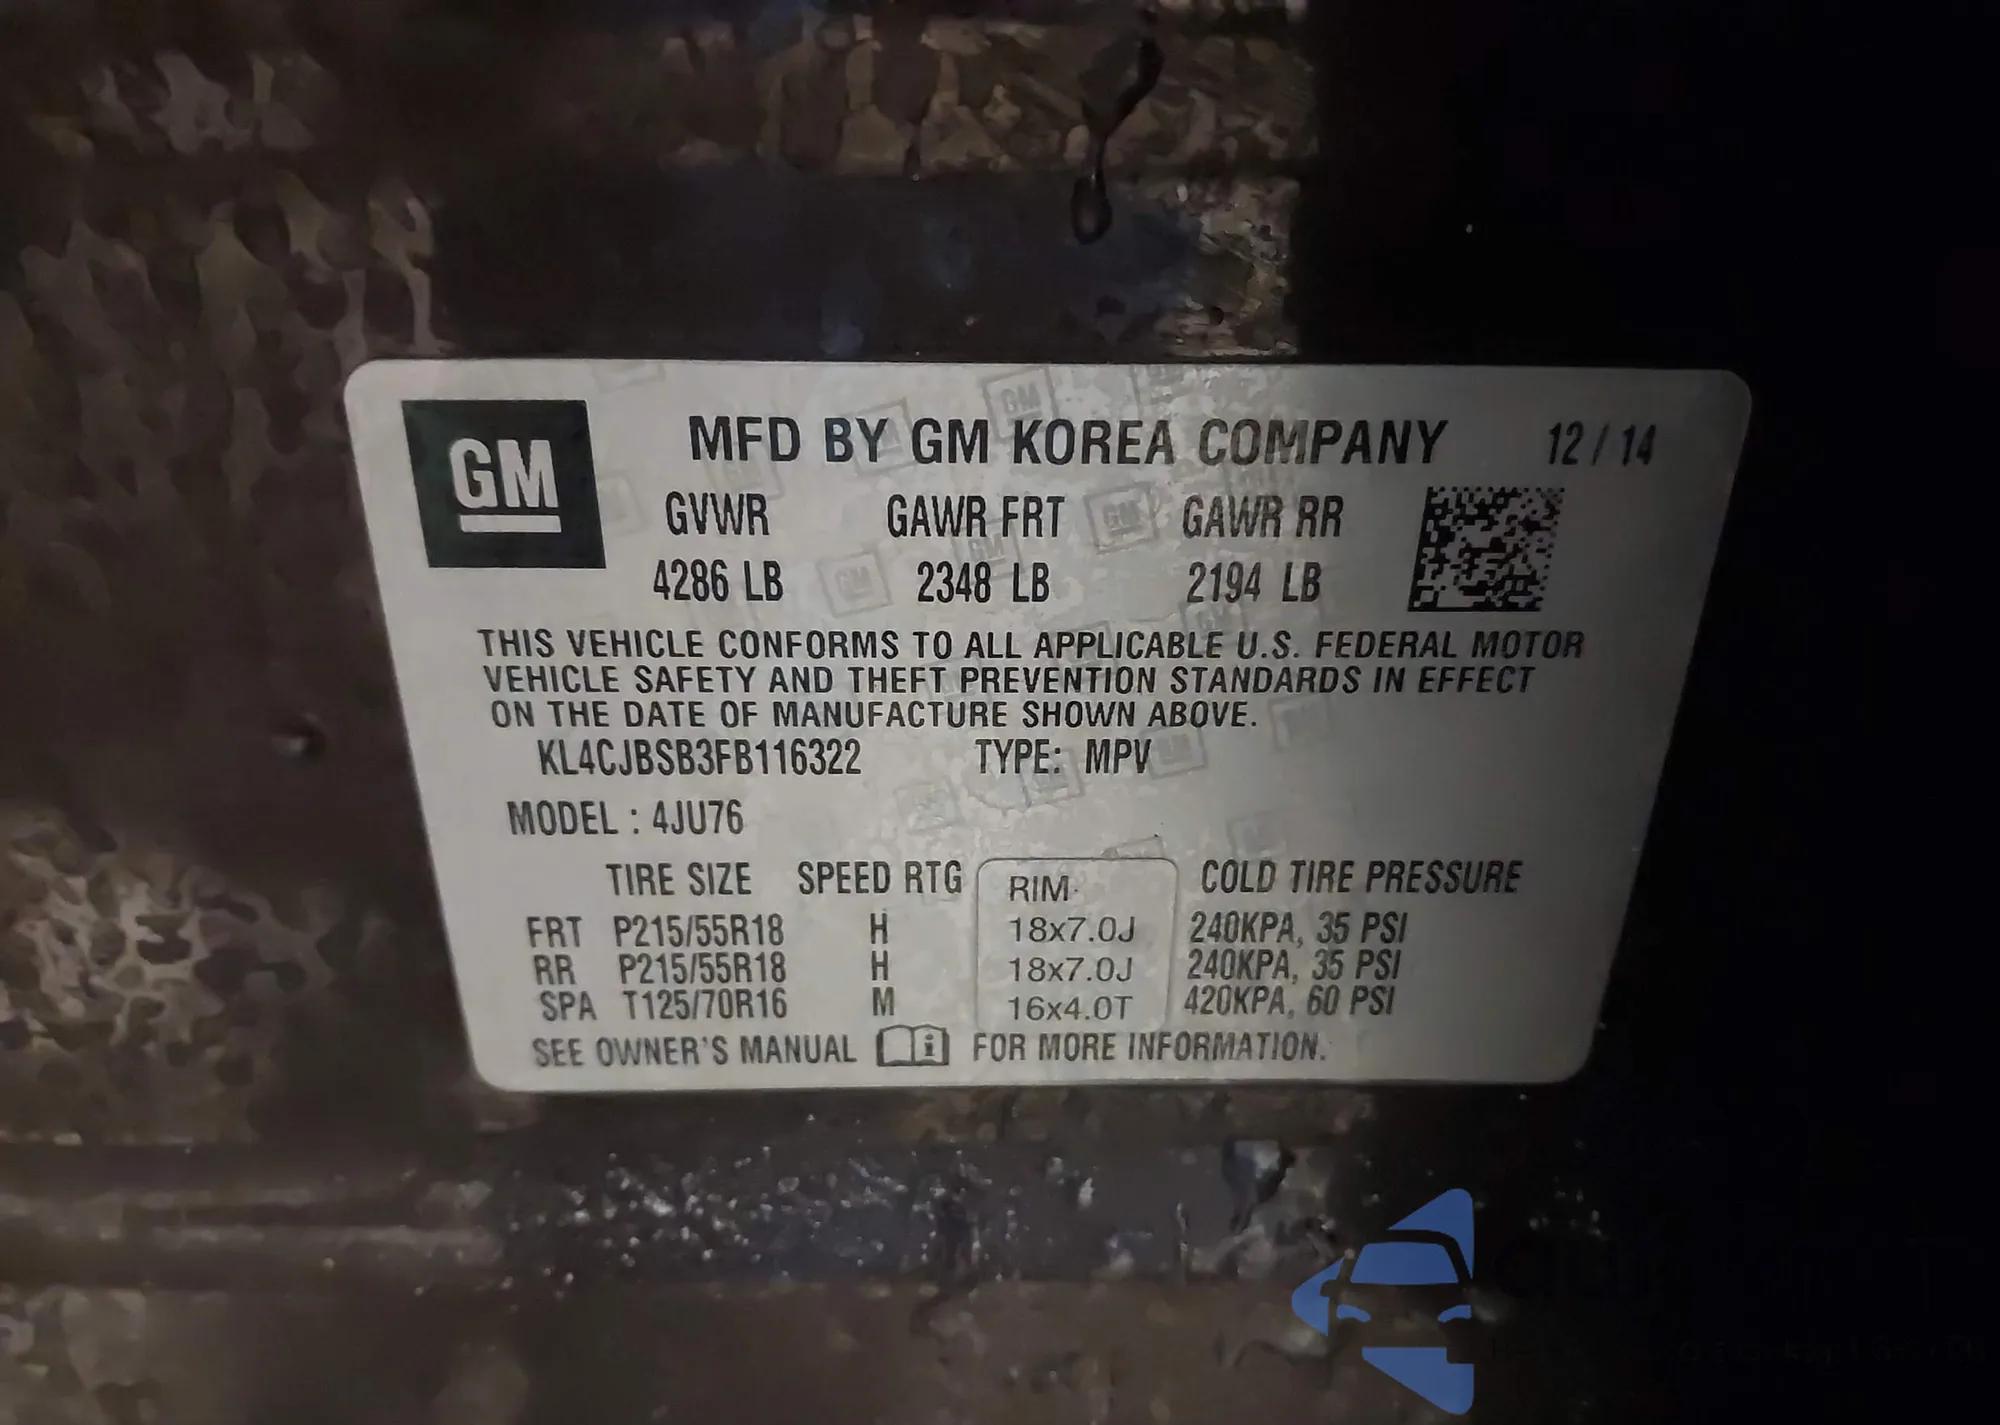 GM
MFD BY GM KOREA COMPANY 12/14
GVWR GAWR FRT GAWR RR
4286 LB 2348 LB 2194 LB
THIS VEHICLE CONFORMS TO ALL APPLICABLE U.S. FEDERAL MOTOR
VEHICLE SAFETY AND THEFT PREVENTION STANDARDS IN EFFECT
ON THE DATE OF MANUFACTURE SHOWN ABOVE.
KL4CJBSB3FB116322 TYPE: MPV
MODEL : 4JU76
TIRE SIZE SPEED RTG RIM COLD TIRE PRESSURE
FRT P215/55R18 H 18x7.0J 240KPA, 35 PSI
RR P215/55R18 H 18x7.0J 240KPA, 35 PSI
SPA T125/70R16 M 16x4.0T 420KPA, 60 PSI
SEE OWNER'S MANUAL i FOR MORE INFORMATION.